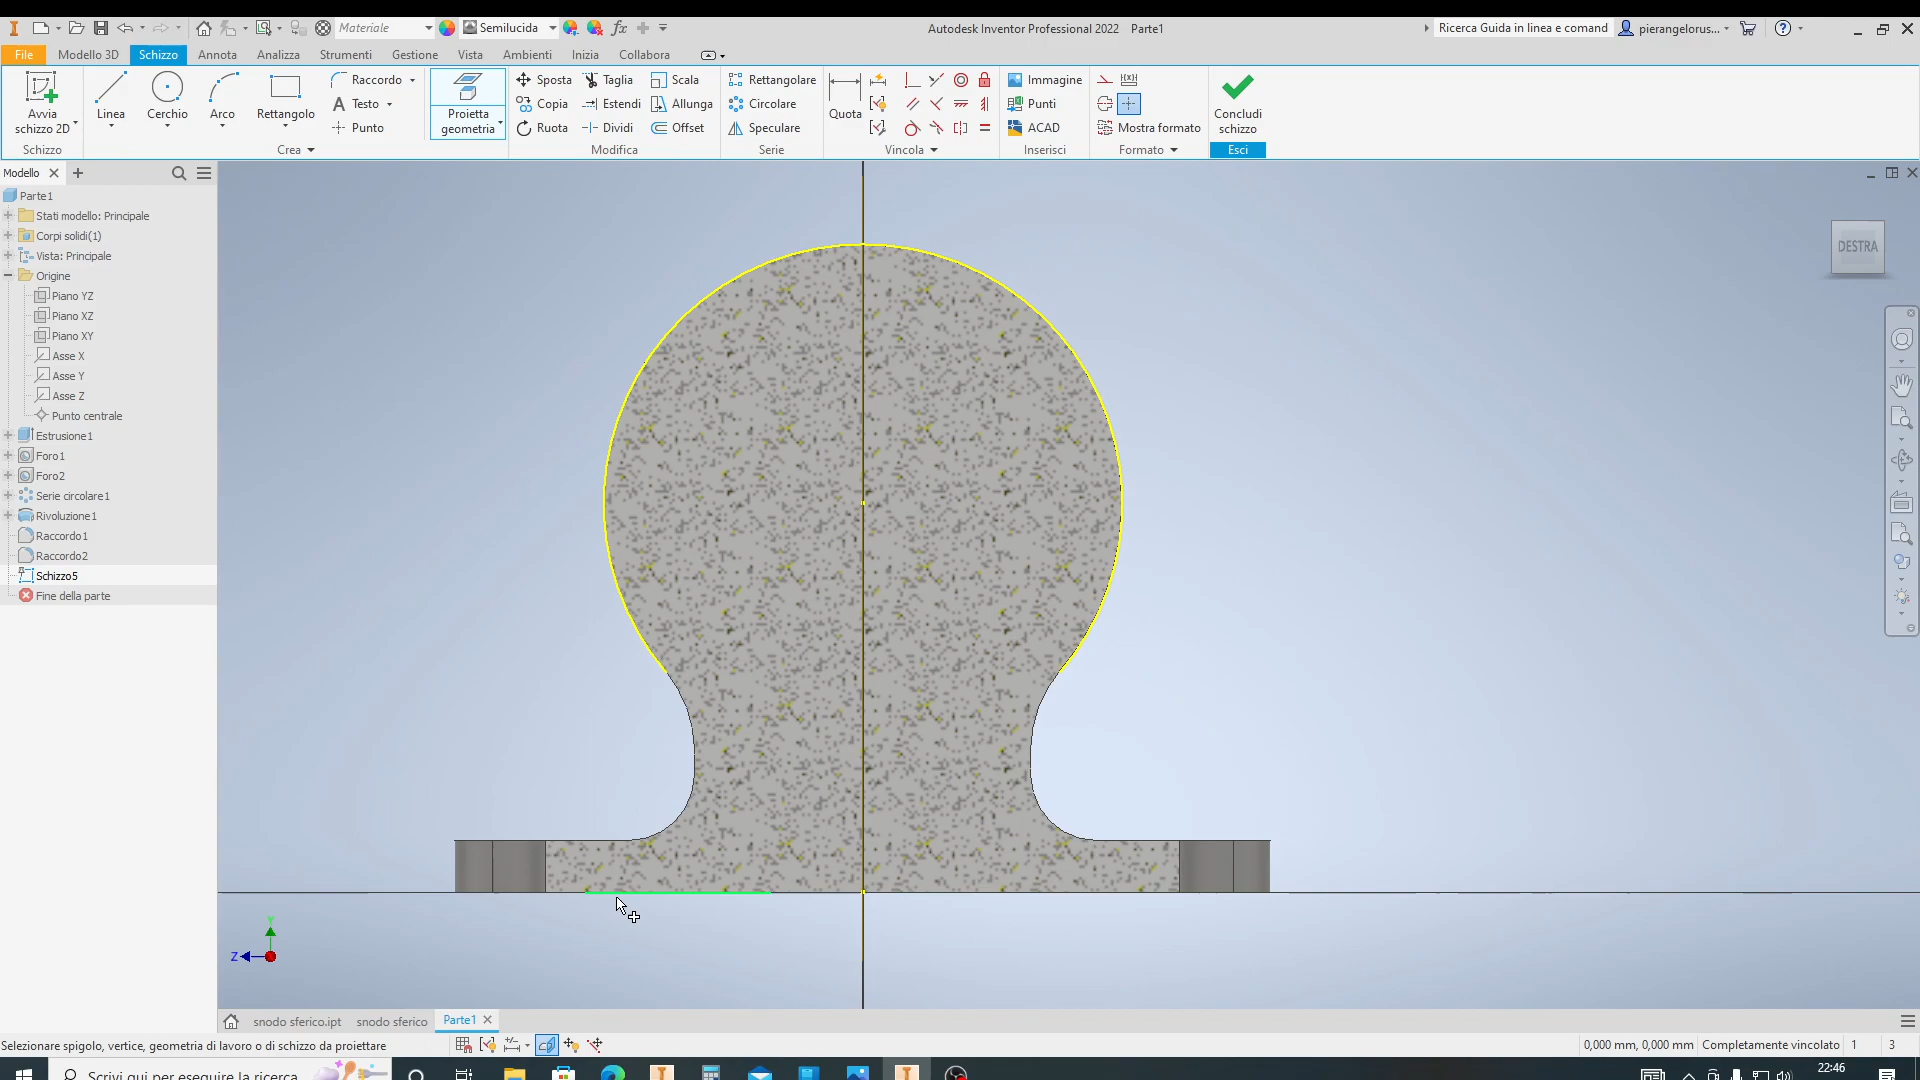 Materiale
Semilucida
Autodesk Inventor Professional 2022 Parte1
Ricerca Guida in linea e comand
pierangelorus...
File Modello 3D Schizzo Annota Analizza Strumenti Gestione Vista Ambienti Inizia Collabora
Avvia
schizzo 2D
Schizzo
Linea Cerchio Arco Rettangolo
Raccordo
Testo
Punto
Crea
Proietta
geometria
Sposta Taglia Scala
Copia Estendi Allunga
Ruota Dividi Offset
Modifica
Rettangolare
Circolare
Speculare
Serie
Quota
Vincola
Immagine
Punti
ACAD
Inserisci
Mostra formato
Formato
Concludi
schizzo
Esci
Modello
Parte1
Stati modello: Principale
Corpi solidi(1)
Vista: Principale
Origine
Piano YZ
Piano XZ
Piano XY
Asse X
Asse Y
Asse Z
Punto centrale
Estrusione1
Foro1
Foro2
Serie circolare1
Rivoluzione1
Raccordo1
Raccordo2
Schizzo5
Fine della parte
DESTRA
Y
Z
snodo sferico.ipt snodo sferico Parte1
Selezionare spigolo, vertice, geometria di lavoro o di schizzo da proiettare
0,000 mm, 0,000 mm Completamente vincolato 1 3
Scrivi qui per eseguire la ricerca
22:46